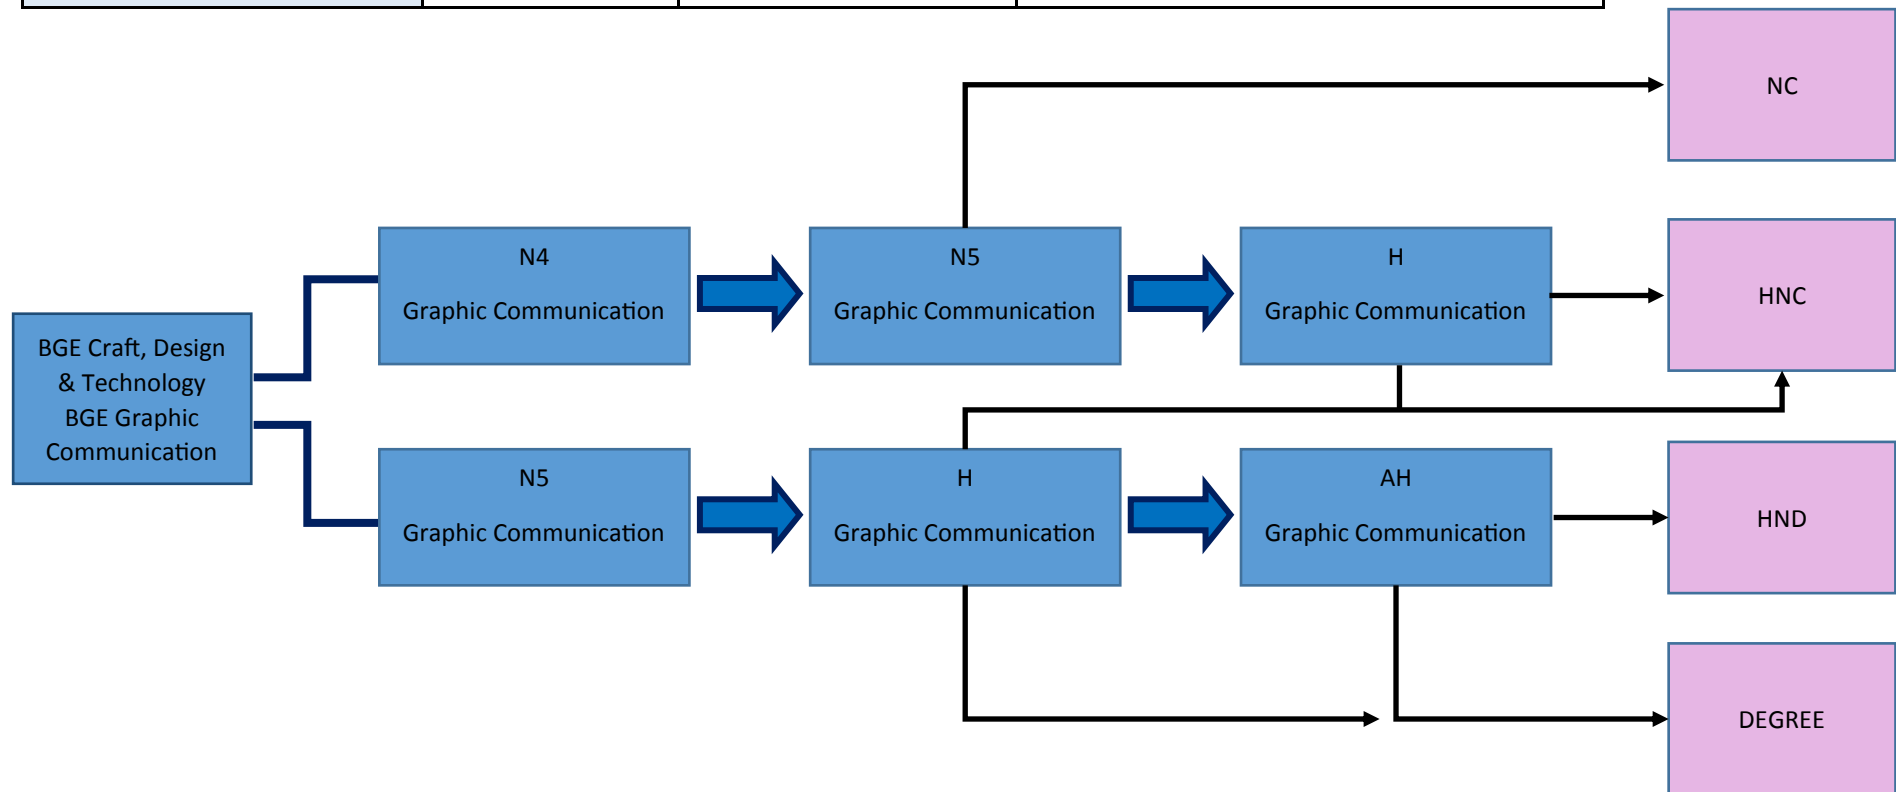 NC
N4
Graphic Communication
N5
Graphic Communication
H
Graphic Communication
HNC
BGE Craft, Design
& Technology
BGE Graphic
Communication
N5
Graphic Communication
H
Graphic Communication
AH
Graphic Communication
HND
DEGREE